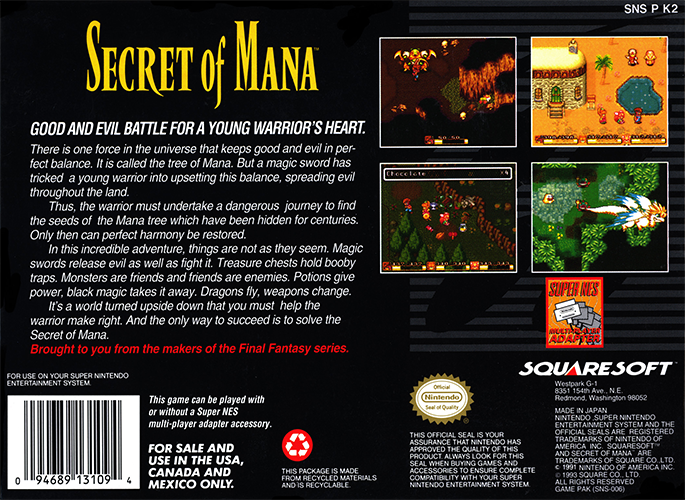 SNS P K2
SECRET OF MANA™
GOOD AND EVIL BATTLE FOR A YOUNG WARRIOR'S HEART.
There is one force in the universe that keeps good and evil in per-
fect balance. It is called the tree of Mana. But a magic sword has
tricked a young warrior into upsetting this balance, spreading evil
throughout the land.
Thus, the warrior must undertake a dangerous journey to find
the seeds of the Mana tree which have been hidden for centuries.
Only then can perfect harmony be restored.
In this incredible adventure, things are not as they seem. Magic
swords release evil as well as fight it. Treasure chests hold booby
traps. Monsters are friends and friends are enemies. Potions give
power, black magic takes it away. Dragons fly, weapons change.
It's a world turned upside down that you must help the
warrior make right. And the only way to succeed is to solve the
Secret of Mana.
Brought to you from the makers of the Final Fantasy series.
Chocolate
SUPER NES
MULTI-PLAYER
ADAPTER
FOR USE ON YOUR SUPER NINTENDO
ENTERTAINMENT SYSTEM.
0 94689 13109 4
This game can be played with
or without a Super NES
multi-player adapter accessory.
FOR SALE AND
USE IN THE USA,
CANADA AND
MEXICO ONLY.
THIS PACKAGE IS MADE
FROM RECYCLED MATERIALS
AND IS RECYCLABLE.
Official
Nintendo
Seal of Quality
THIS OFFICIAL SEAL IS YOUR
ASSURANCE THAT NINTENDO HAS
APPROVED THE QUALITY OF THIS
PRODUCT. ALWAYS LOOK FOR THIS
SEAL WHEN BUYING GAMES AND
ACCESSORIES TO ENSURE COMPLETE
COMPATIBILITY WITH YOUR SUPER
NINTENDO ENTERTAINMENT SYSTEM.
SQUARESOFT™
Westpark G-1
8351 154th Ave., N.E.
Redmond, Washington 98052
MADE IN JAPAN
NINTENDO, SUPER NINTENDO
ENTERTAINMENT SYSTEM AND THE
OFFICIAL SEALS ARE REGISTERED
TRADEMARKS OF NINTENDO OF
AMERICA INC. SQUARESOFT™
AND SECRET OF MANA™ ARE
TRADEMARKS OF SQUARE CO.,LTD.
© 1991 NINTENDO OF AMERICA INC.
© 1993 SQUARE CO. LTD.
ALL RIGHTS RESERVED
GAME PAK (SNS-006)